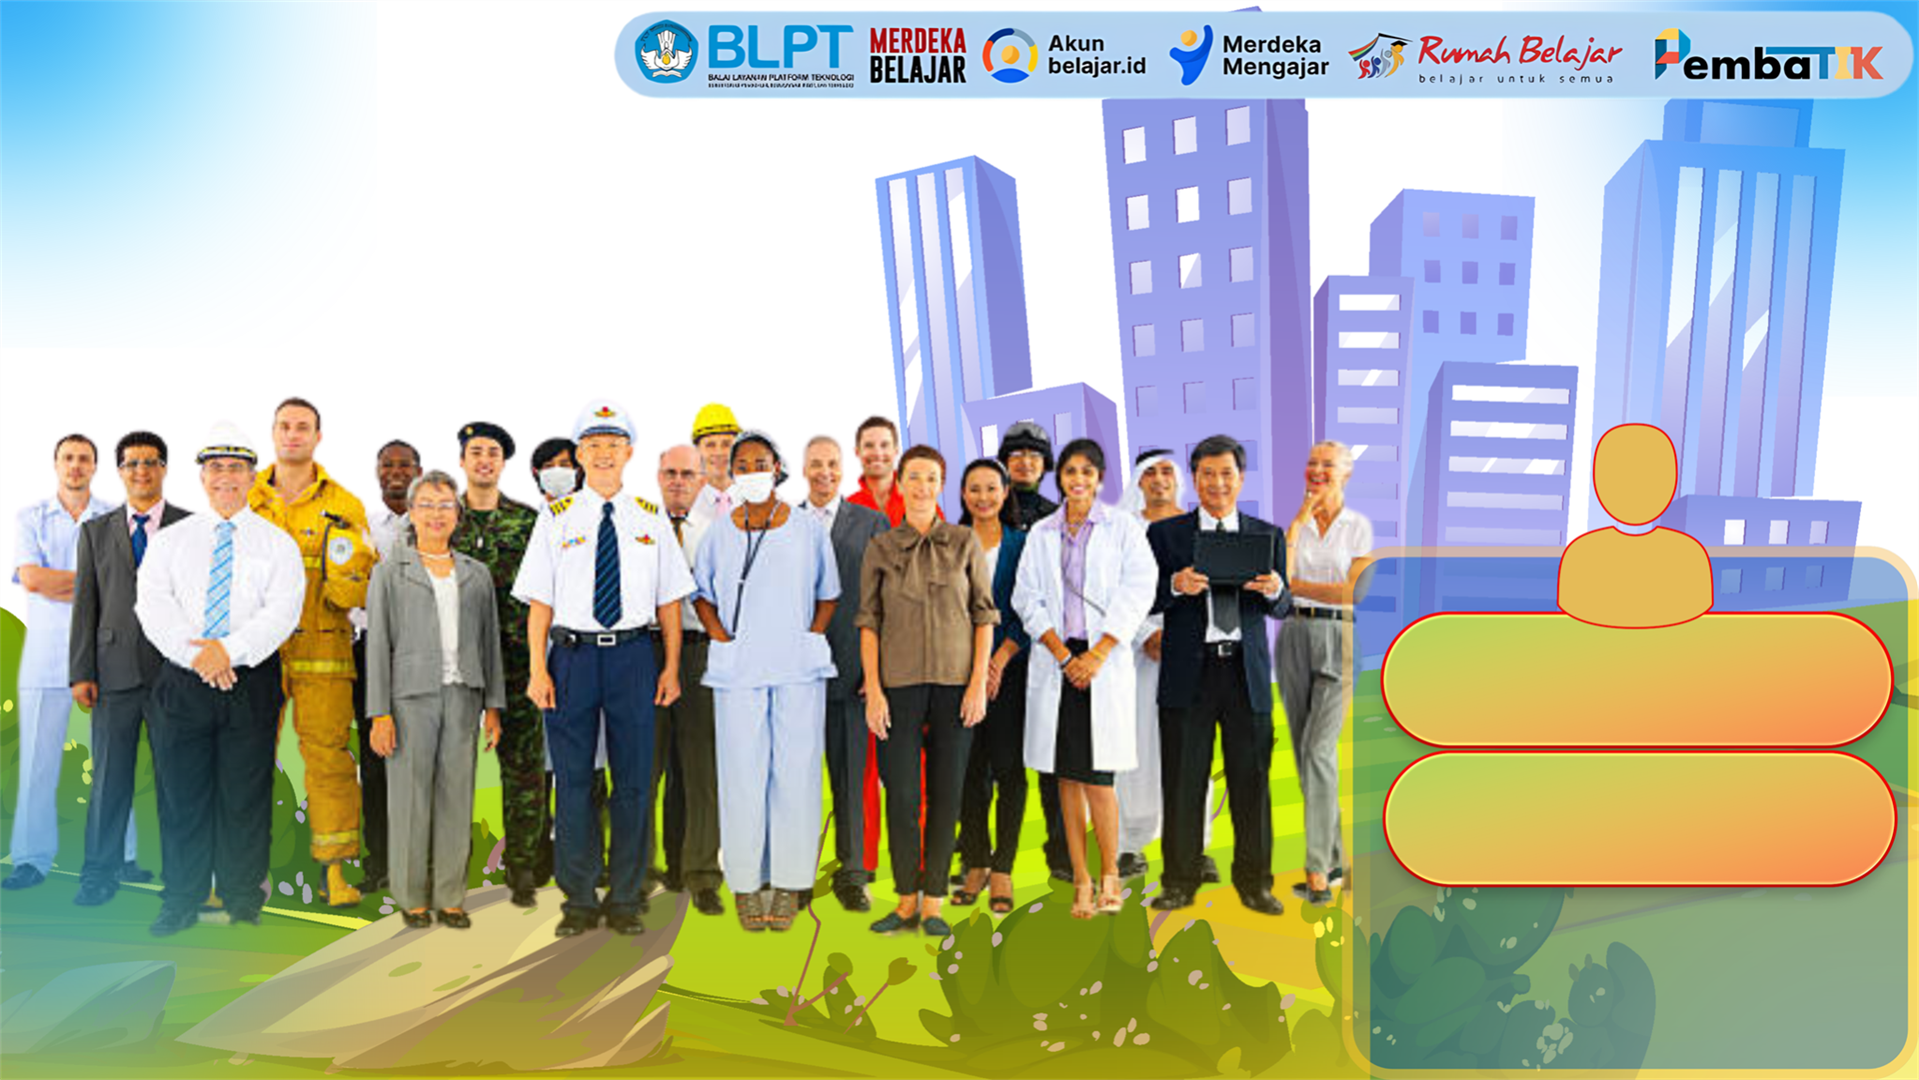 BLPT
BALAI LAYANAN PLATFORM TEKNOLOGI
MERDEKA
BELAJAR
Akun
belajar.id
Merdeka
Mengajar
Rumah Belajar
belajar untuk semua
PembaTIK